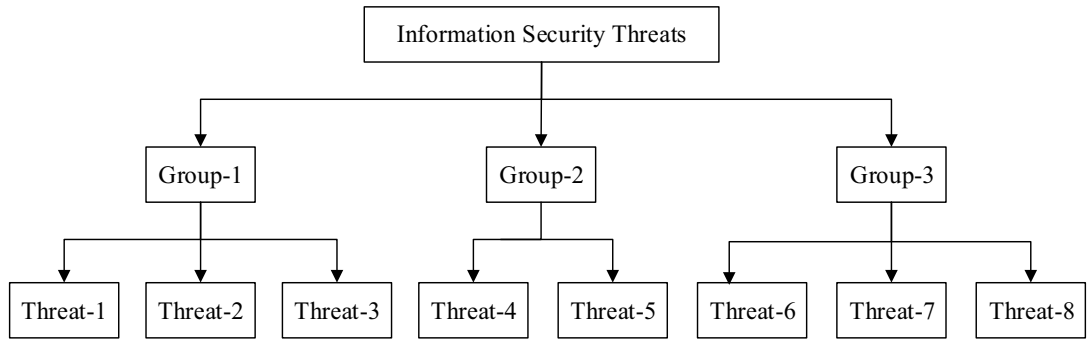 Information Security Threats
Group-1
Group-2
Group-3
Threat-1
Threat-2
Threat-3
Threat-4
Threat-5
Threat-6
Threat-7
Threat-8